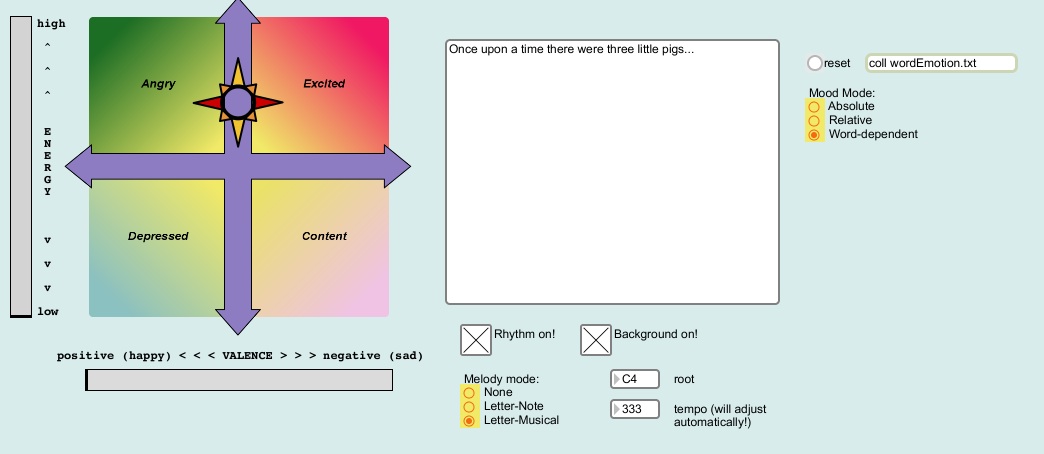 high
^
^
^
E
N
E
R
G
Y
v
v
v
low
Angry
Excited
Depressed
Content
positive (happy) < < < VALENCE > > > negative (sad)
Once upon a time there were three little pigs...
reset
coll wordEmotion.txt
Mood Mode:
Absolute
Relative
Word-dependent
Rhythm on!
Background on!
Melody mode:
None
Letter-Note
Letter-Musical
C4
root
333
tempo (will adjust
automatically!)